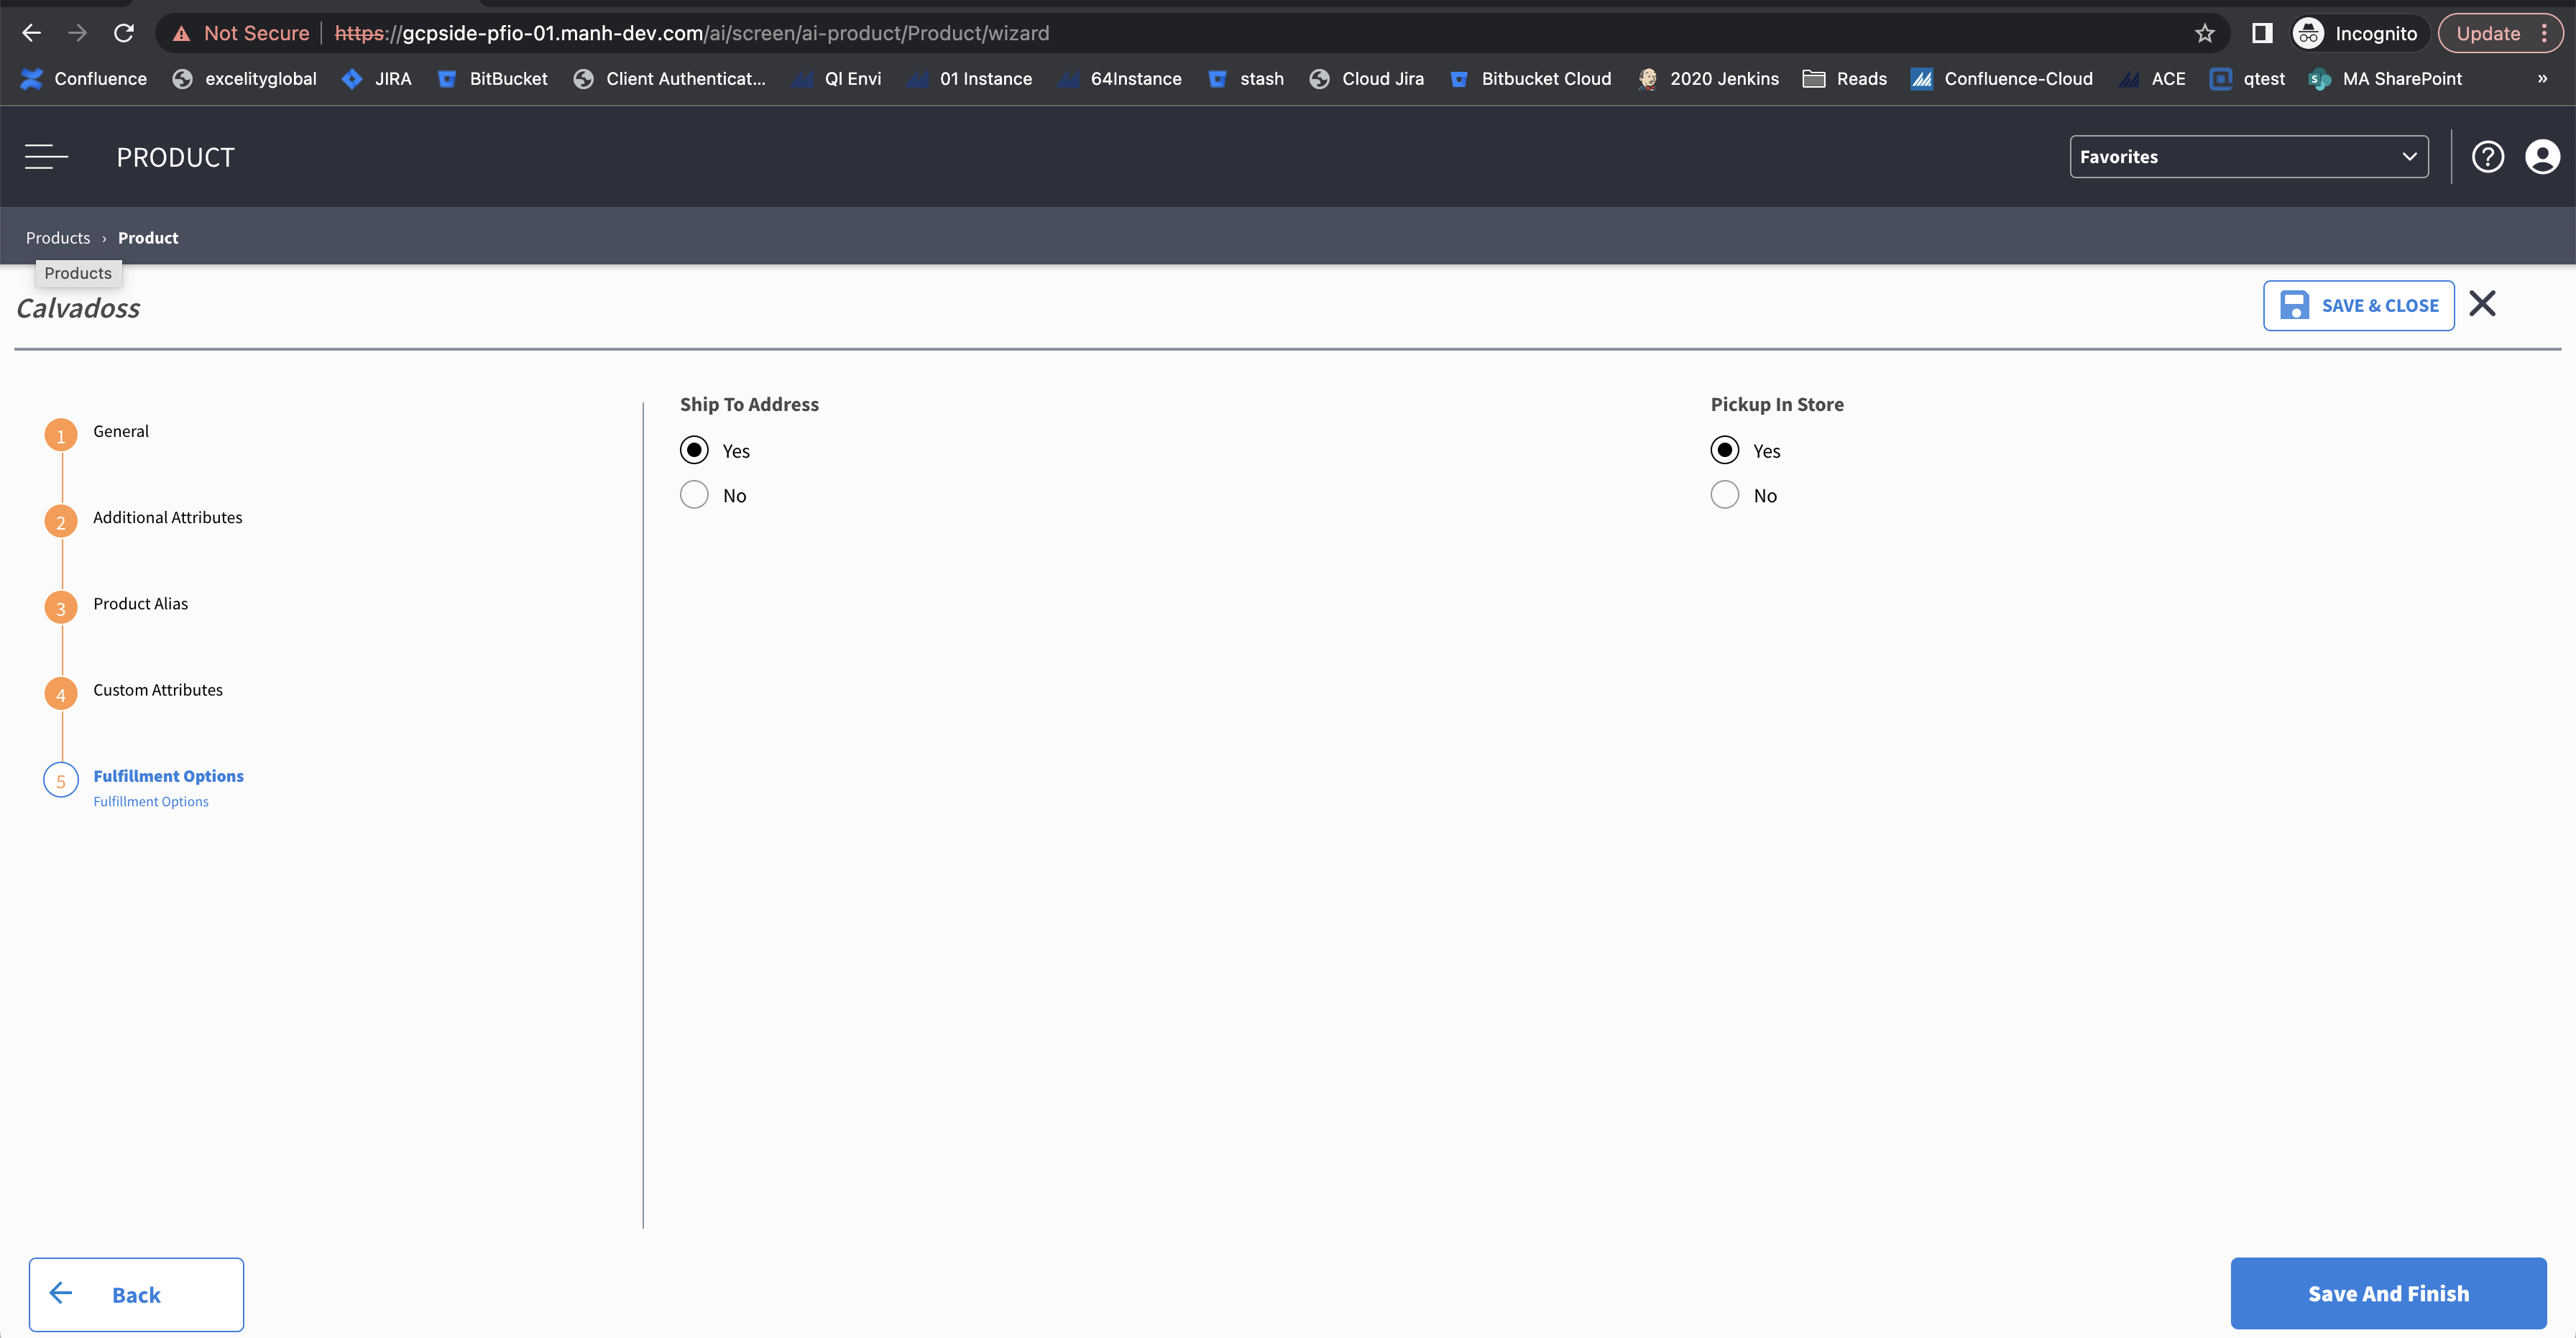 Not Secure https://gcpside-pfio-01.manh-dev.com/ai/screen/ai-product/Product/wizard Incognito Update
Confluence excelityglobal JIRA BitBucket Client Authenticat... QI Envi 01 Instance 64Instance stash Cloud Jira Bitbucket Cloud 2020 Jenkins Reads Confluence-Cloud ACE qtest MA SharePoint »
PRODUCT Favorites
Products › Product
Products
Calvadoss SAVE & CLOSE
Ship To Address Pickup In Store
1 General
Yes Yes
No No
2 Additional Attributes
3 Product Alias
4 Custom Attributes
5 Fulfillment Options
Fulfillment Options
Back Save And Finish